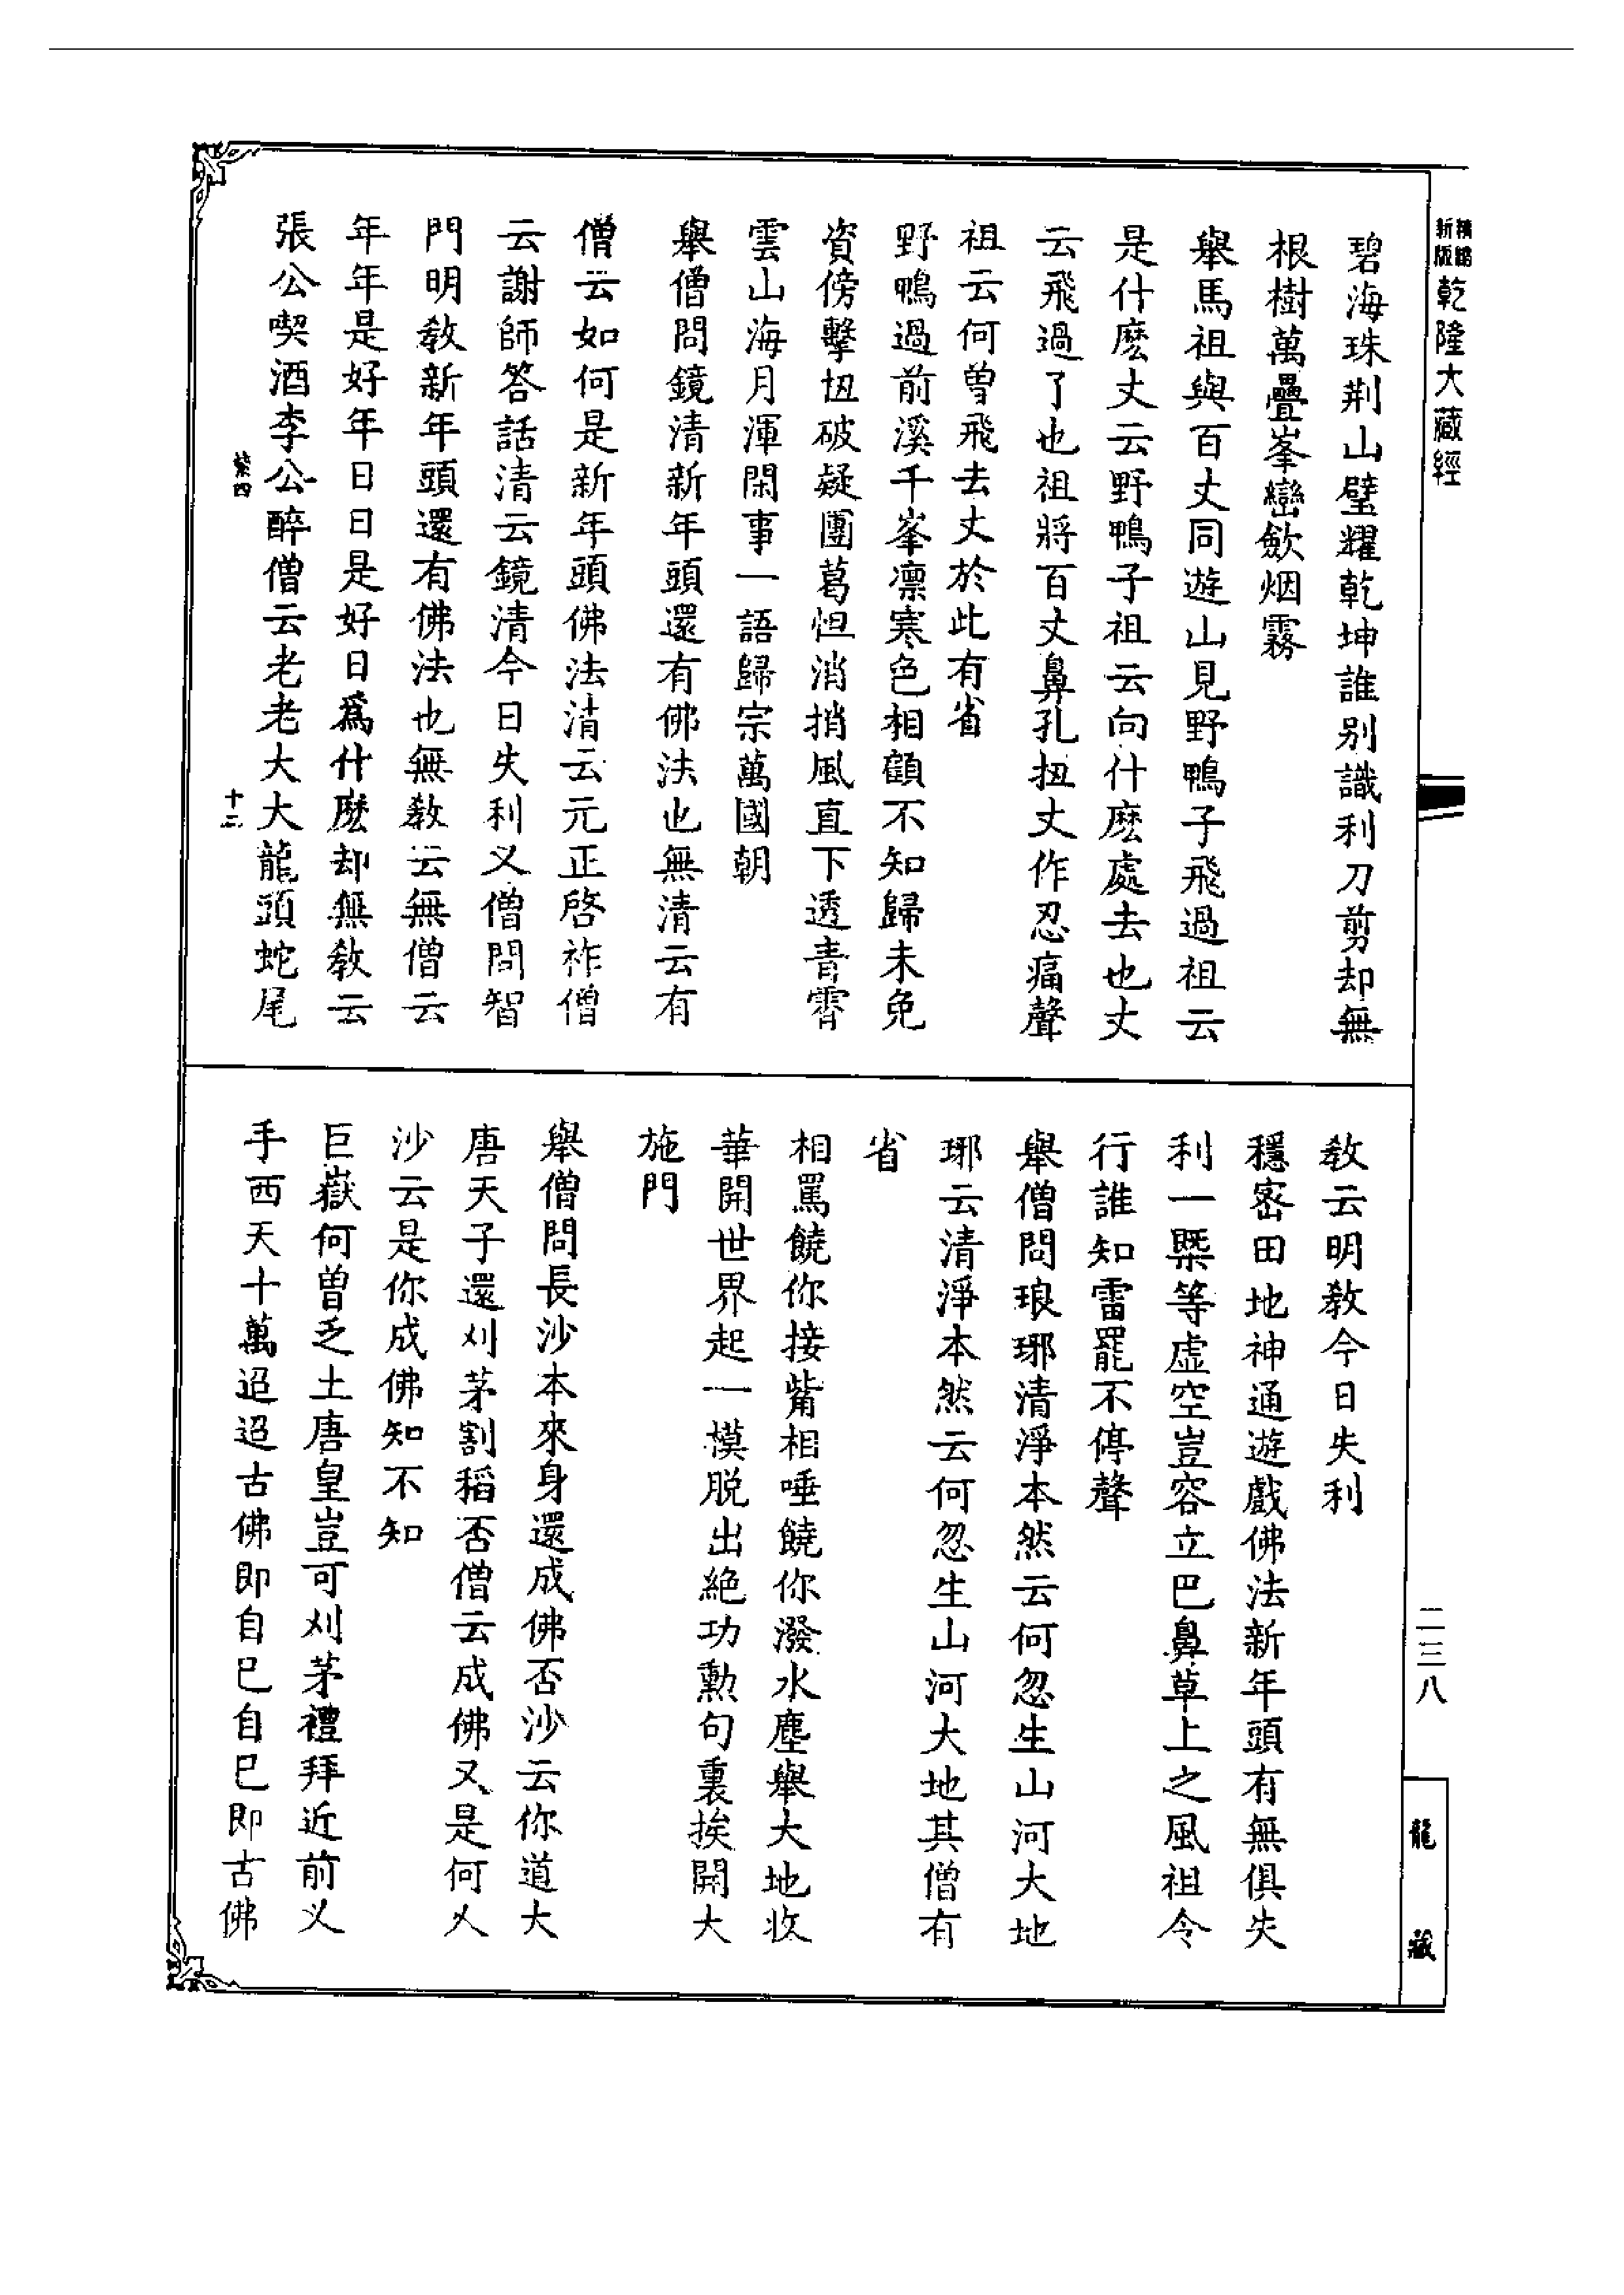 精繕新版乾隆大藏經
碧海珠荆山璧耀乾坤誰别識利刀剪却無
根樹萬疊峯巒歛烟霧
舉馬祖與百丈同遊山見野鴨子飛過祖云
是什麽丈云野鴨子祖云向什麽處去也丈
云飛過了也祖將百丈鼻孔扭丈作忍痛聲
祖云何曾飛去丈於此有省
野鴨過前溪千峯凛寒色相顧不知歸未免
資傍擊扭破疑團葛怛消捎風直下透青霄
雲山海月渾閑事一語歸宗萬國朝
舉僧問鏡清新年頭還有佛法也無清云有
僧云如何是新年頭佛法清云元正啓祚僧
云謝師答話清云鏡清今日失利又僧問智
門明教新年頭還有佛法也無教云無僧云
年年是好年日日是好日爲什麽却無教云
張公喫酒李公醉僧云老老大大龍頭蛇尾
紫四
十三
教云明教今日失利
穩宻田地神通遊戲佛法新年頭有無俱失
利一槩等虛空豈容立巴鼻草上之風祖令
行誰知雷罷不停聲
舉僧問琅琊清淨本然云何忽生山河大地
琊云清淨本然云何忽生山河大地其僧有
省
相罵饒你接觜相唾饒你潑水塵舉大地收
華開世界起一模脱出絶功勲句裏挨開大
施門
舉僧問長沙本來身還成佛否沙云你道大
唐天子還刈茅割稻否僧云成佛又是何人
沙云是你成佛知不知
巨嶽何曾乏土唐皇豈可刈茅禮拜近前义
手西天十萬迢迢古佛即自巳自巳即古佛
二三八
龍藏